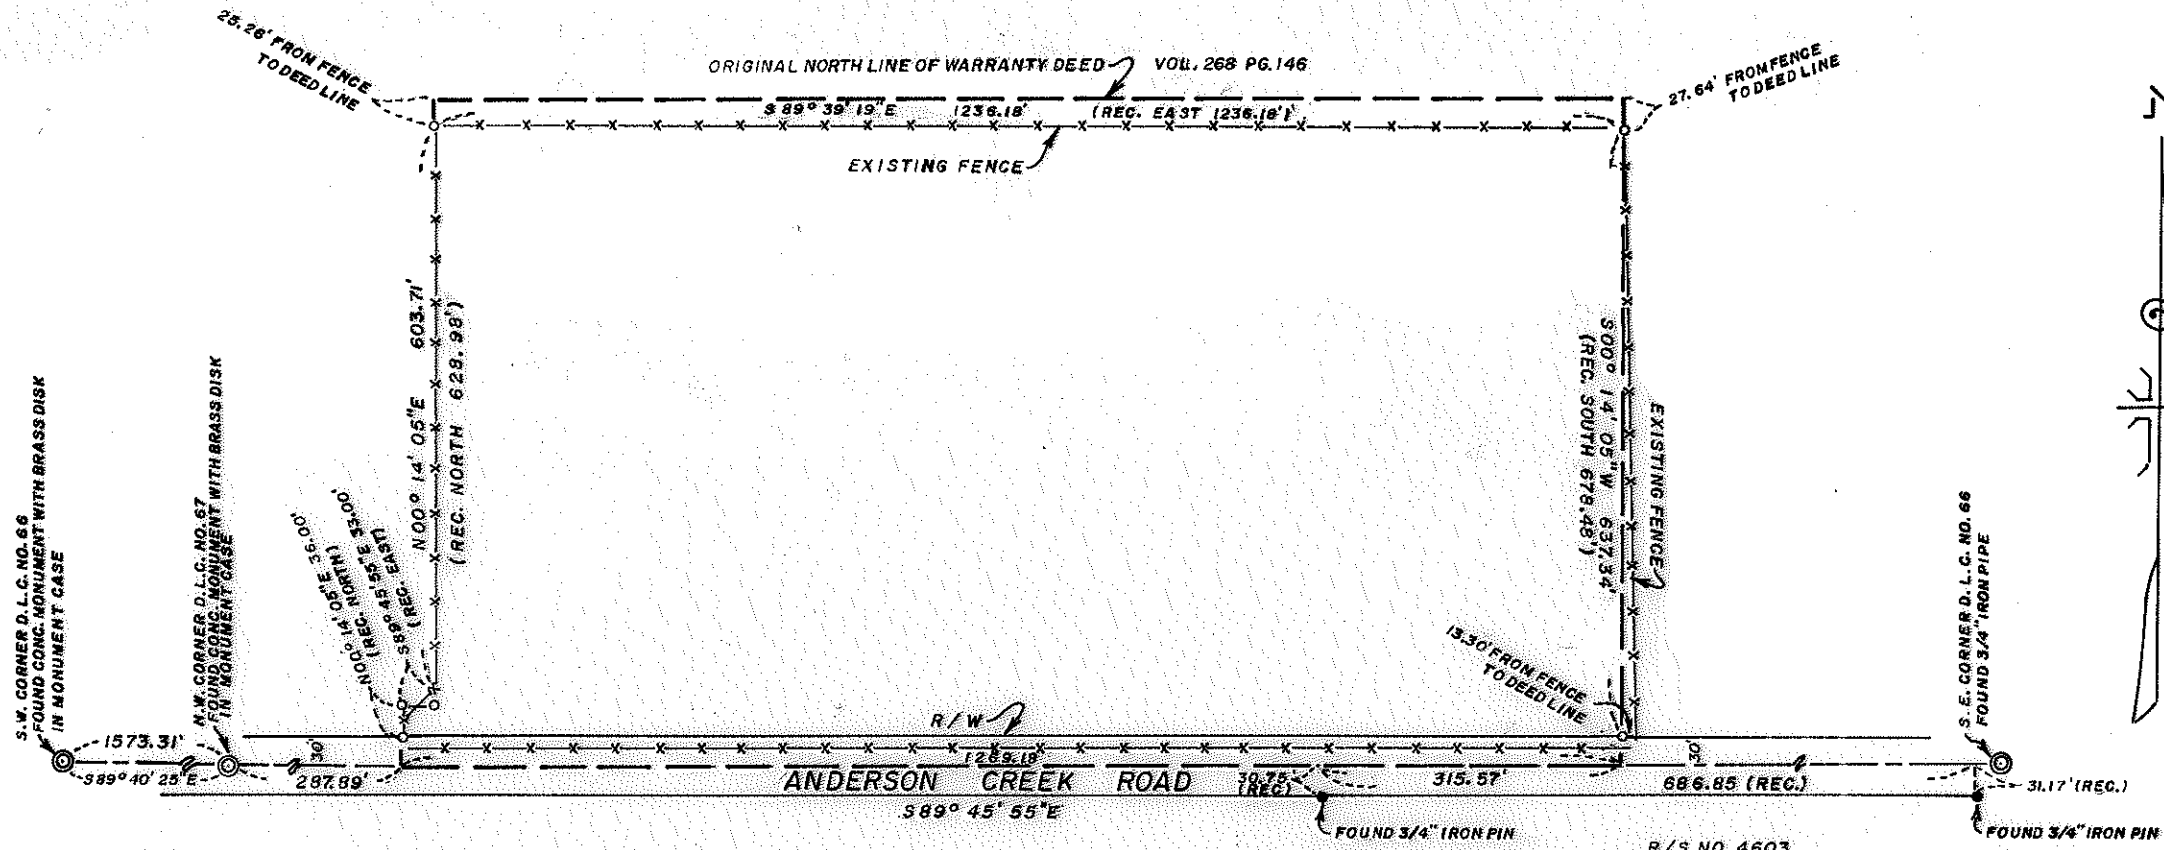 25.26' FROM FENCE
TO DEED LINE
ORIGINAL NORTH LINE OF WARRANTY DEED VOL. 268 PG. 146
27.64' FROM FENCE
TO DEED LINE
S 89° 39' 19" E 1236.18' (REC. EAST 1236.18')
EXISTING FENCE
N 00° 14' 05" E 603.71'
(REC. NORTH 628.98')
S 00° 14' 05" W 637.34'
(REC. SOUTH 678.48')
EXISTING FENCE
S.W. CORNER D.L.C. NO. 66
FOUND CONC. MONUMENT WITH BRASS DISK
IN MONUMENT CASE
N.W. CORNER D.L.C. NO. 67
FOUND CONC. MONUMENT WITH BRASS DISK
IN MONUMENT CASE
N 00° 14' 05" E 36.00'
(REC. NORTH)
S 89° 45' 55" E 33.00'
(REC. EAST)
13.30' FROM FENCE
TO DEED LINE
S.E. CORNER D.L.C. NO. 66
FOUND 3/4" IRON PIPE
R/W
1573.31'
S 89° 40' 25" E
30'
287.89'
1269.18'
30'
ANDERSON CREEK ROAD
30.75
(REC)
315.57'
686.85 (REC.)
31.17' (REC.)
S 89° 45' 55" E
FOUND 3/4" IRON PIN
FOUND 3/4" IRON PIN
R/S NO. 4603